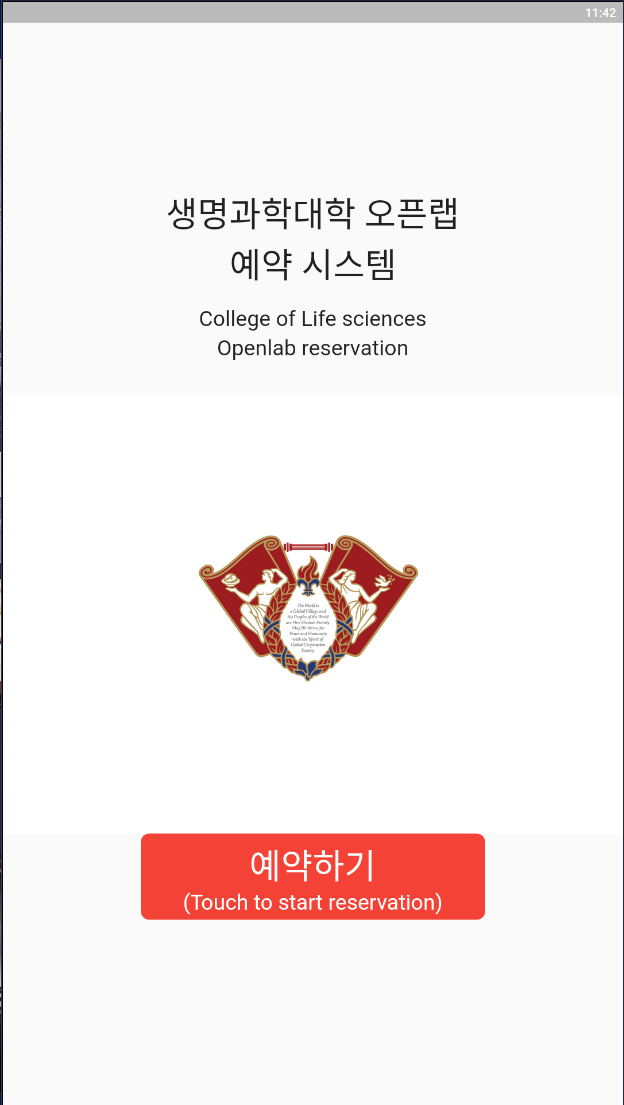 11:42
생명과학대학 오픈랩
예약 시스템
College of Life sciences
Openlab reservation
The World is
a Global Village and
the Peoples of the World
are One Human Family.
May We Strive for
Peace and Humanity
with the Spirit of
Global Cooperation
Society.
예약하기
(Touch to start reservation)